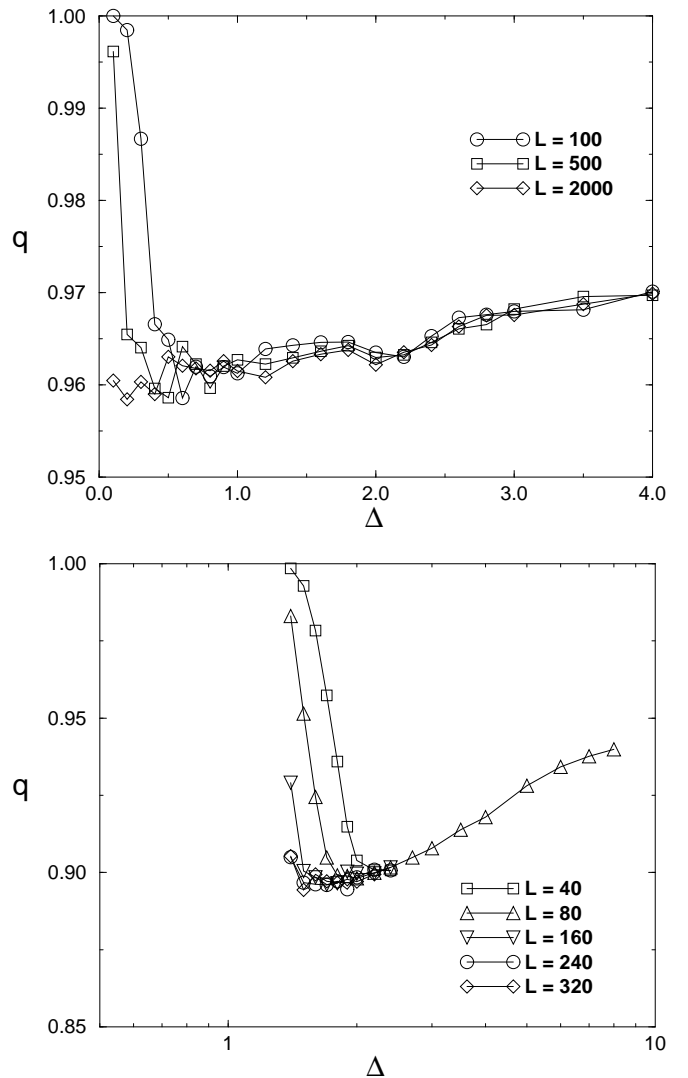 1.00
0.99
0.98
0.97
0.96
0.95
q
L = 100
L = 500
L = 2000
0.0 1.0 2.0 3.0 4.0
Δ
1.00
0.95
0.90
0.85
q
L = 40
L = 80
L = 160
L = 240
L = 320
1 10
Δ